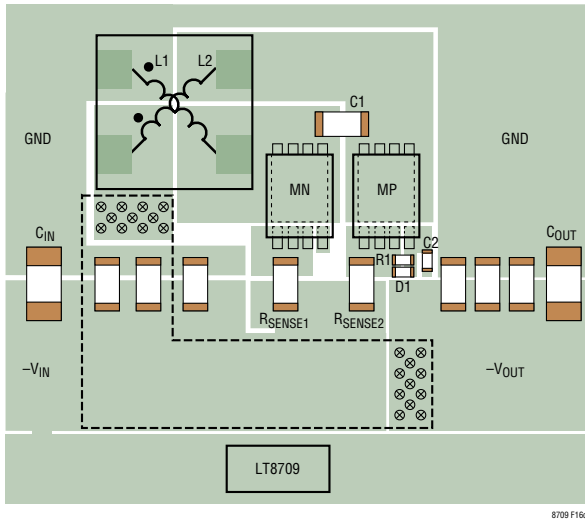 L1 L2
C1
GND
GND
MN
MP
CIN
R1
C2
COUT
D1
RSENSE1
RSENSE2
–VIN
–VOUT
LT8709
8709 F16c